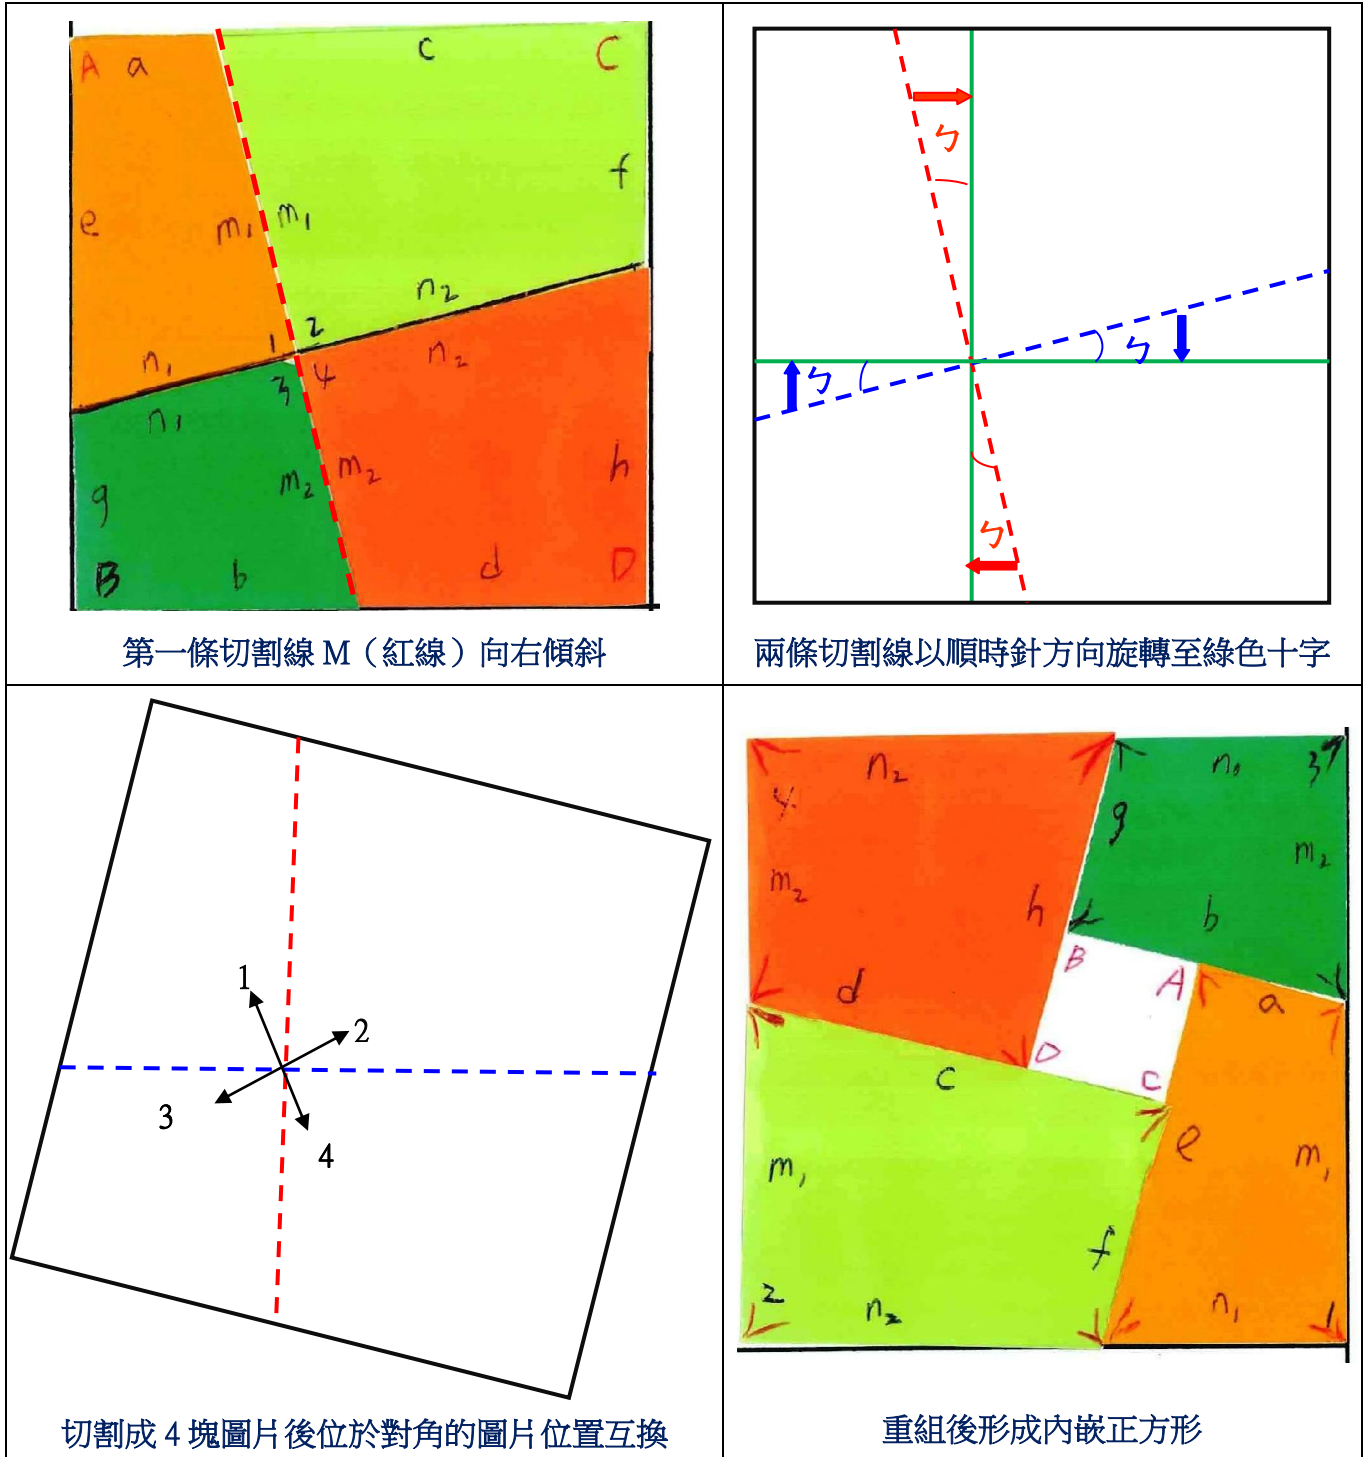 A a c C
f
e m₁ m₁
n₂
1 2
n₁ n₂
3 4
n₁
m₂ m₂ h
g
B b d D
第一條切割線 M（紅線）向右傾斜
ㄅ
ㄅ ㄅ
ㄅ
兩條切割線以順時針方向旋轉至綠色十字
1
2
3
4
切割成 4 塊圖片後位於對角的圖片位置互換
n₂ n₁ 3
4 g
m₂ m₂
h b
B A
d a
D
c C
e
m₁ m₁
f
2 n₂ n₁ 1
重組後形成內嵌正方形